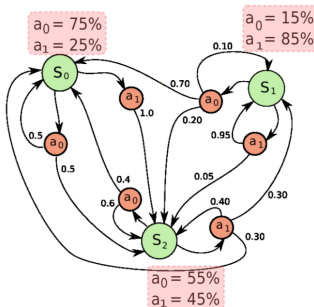 a₀ = 75%
a₁ = 25%
a₀ = 15%
a₁ = 85%
S₀
0.10
S₁
0.70
a₁
a₀
1.0
0.20
0.5
a₀
0.95
a₁
0.5
0.4
0.05
0.6
a₀
0.40
0.30
S₂
a₁
0.30
a₀ = 55%
a₁ = 45%